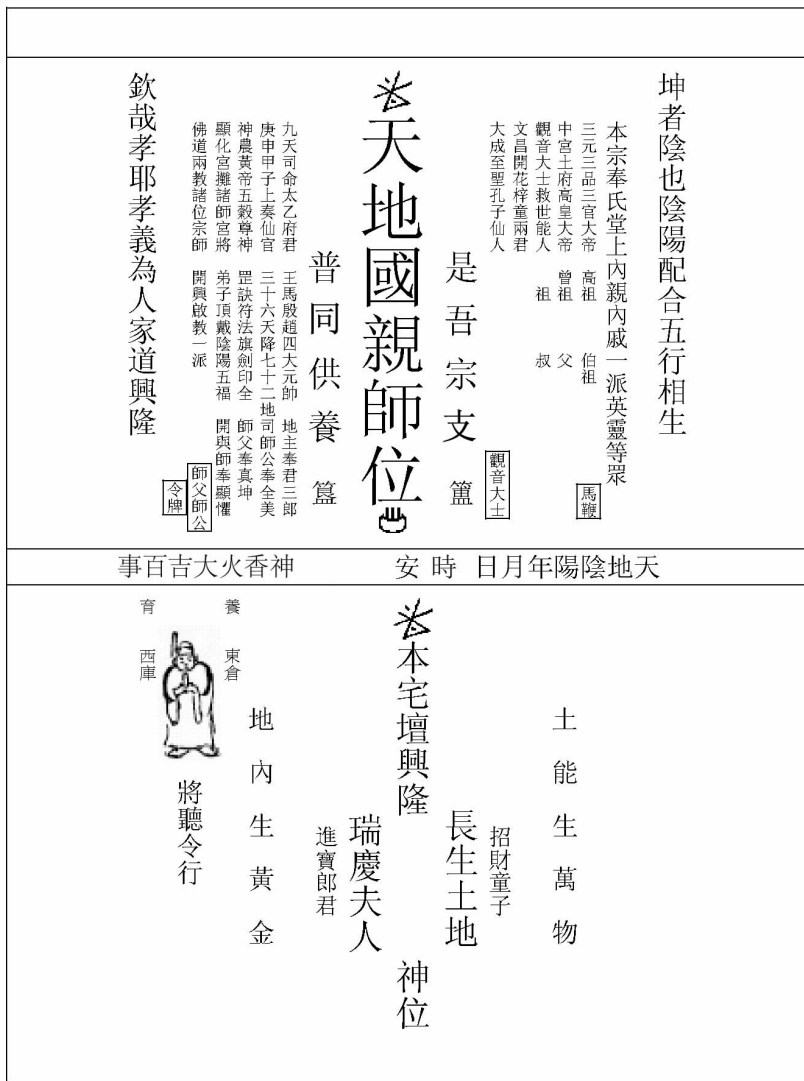 坤者陰也陰陽配合五行相生
本宗奉氏堂上內親內戚一派英靈等眾
馬鞭
三元三品三官大帝 高祖 伯祖
中宮土府高皇大帝 曾祖 父
觀音大士救世能人 祖 叔
文昌開花梓童兩君
大成至聖孔子仙人
觀音大士
是吾宗支 簠
天地國親師位
普同供養 簋
九天司命太乙府君 王馬殷趙四大元帥 地主奉君三郎
庚申甲子上奏仙官 三十六天降七十二地司師公奉全美
神農黃帝五穀尊神 罡訣符法旗劍印全 師父奉真坤
顯化宮攤諸師宮將 弟子頂戴陰陽五福 開與師奉顯懼
佛道兩教諸位宗師 開興啟教一派
師父師公
令牌
欽哉孝耶孝義為人家道興隆
天地陰陽年月日 時 安 神香火大吉百事
土能生萬物
招財童子
長生土地
本宅壇興隆 神位
瑞慶夫人
進寶郎君
地內生黃金
養 東倉
將聽令行
育 西庫